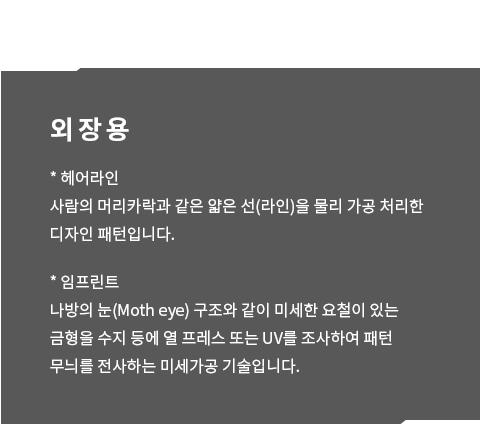 외장용
* 헤어라인
사람의 머리카락과 같은 얇은 선(라인)을 물리 가공 처리한
디자인 패턴입니다.
* 임프린트
나방의 눈(Moth eye) 구조와 같이 미세한 요철이 있는
금형을 수지 등에 열 프레스 또는 UV를 조사하여 패턴
무늬를 전사하는 미세가공 기술입니다.